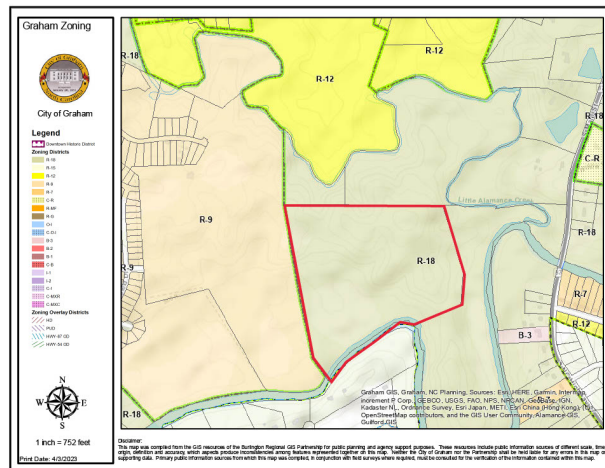 Graham Zoning
City of Graham
Legend
Downtown Historic District
Zoning Districts
R-18
R-15
R-12
R-9
R-7
C-R
R-MF
R-G
O-I
C-O-I
B-3
B-2
B-1
C-B
I-1
I-2
C-I
C-MXR
C-MXC
Zoning Overlay Districts
HD
PUD
HWY-87 OD
HWY-54 OD
N
W
E
S
1 inch = 752 feet
Print Date: 4/3/2023
R-18
R-12
R-12
R-18
C-R
Little Alamance Creek
R-18
R-9
R-18
R-9
R-7
R-12
B-3
R-18
Graham GIS, Graham, NC Planning, Sources: Esri, HERE, Garmin, Intermap,
increment P Corp., GEBCO, USGS, FAO, NPS, NRCAN, GeoBase, IGN,
Kadaster NL, Ordnance Survey, Esri Japan, METI, Esri China (Hong Kong), (c)
OpenStreetMap contributors, and the GIS User Community, Alamance GIS,
Guilford GIS
Disclaimer:
This map was compiled from the GIS resources of the Burlington Regional GIS Partnership for public planning and agency support purposes. These resources include public information sources of different scale, time,
origin, definition and accuracy, which aspects produce inconsistencies among features represented together on this map. Neither the City of Graham nor the Partnership shall be held liable for any errors in this map or
supporting data. Primary public information sources from which this map was compiled, in conjunction with field surveys where required, must be consulted for the verification of the information contained within this map.